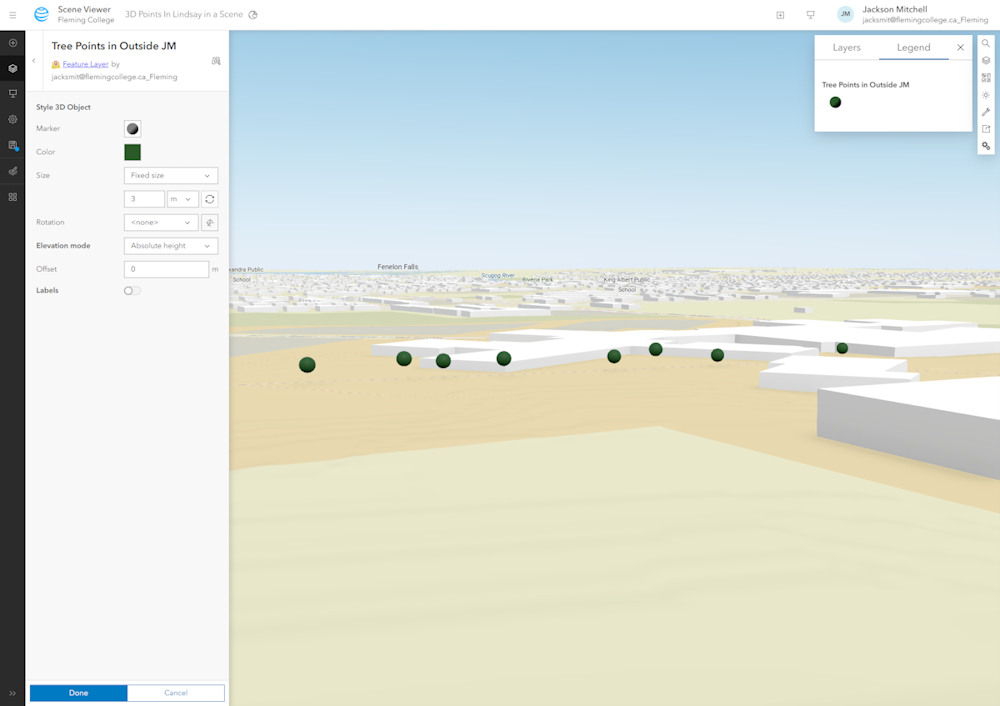 Scene Viewer
Fleming College
3D Points In Lindsay in a Scene
JM
Jackson Mitchell
jacksmit@flemingcollege.ca_Fleming
Tree Points in Outside JM
Feature Layer by
jacksmit@flemingcollege.ca_Fleming
Style 3D Object
Marker
Color
Size
Fixed size
3
m
Rotation
<none>
Elevation mode
Absolute height
Offset
0
m
Labels
Done
Cancel
Layers
Legend
Tree Points in Outside JM
xandra Public
School
Fenelon Falls
Scugog River
Riverie Park
King Albert Public
School